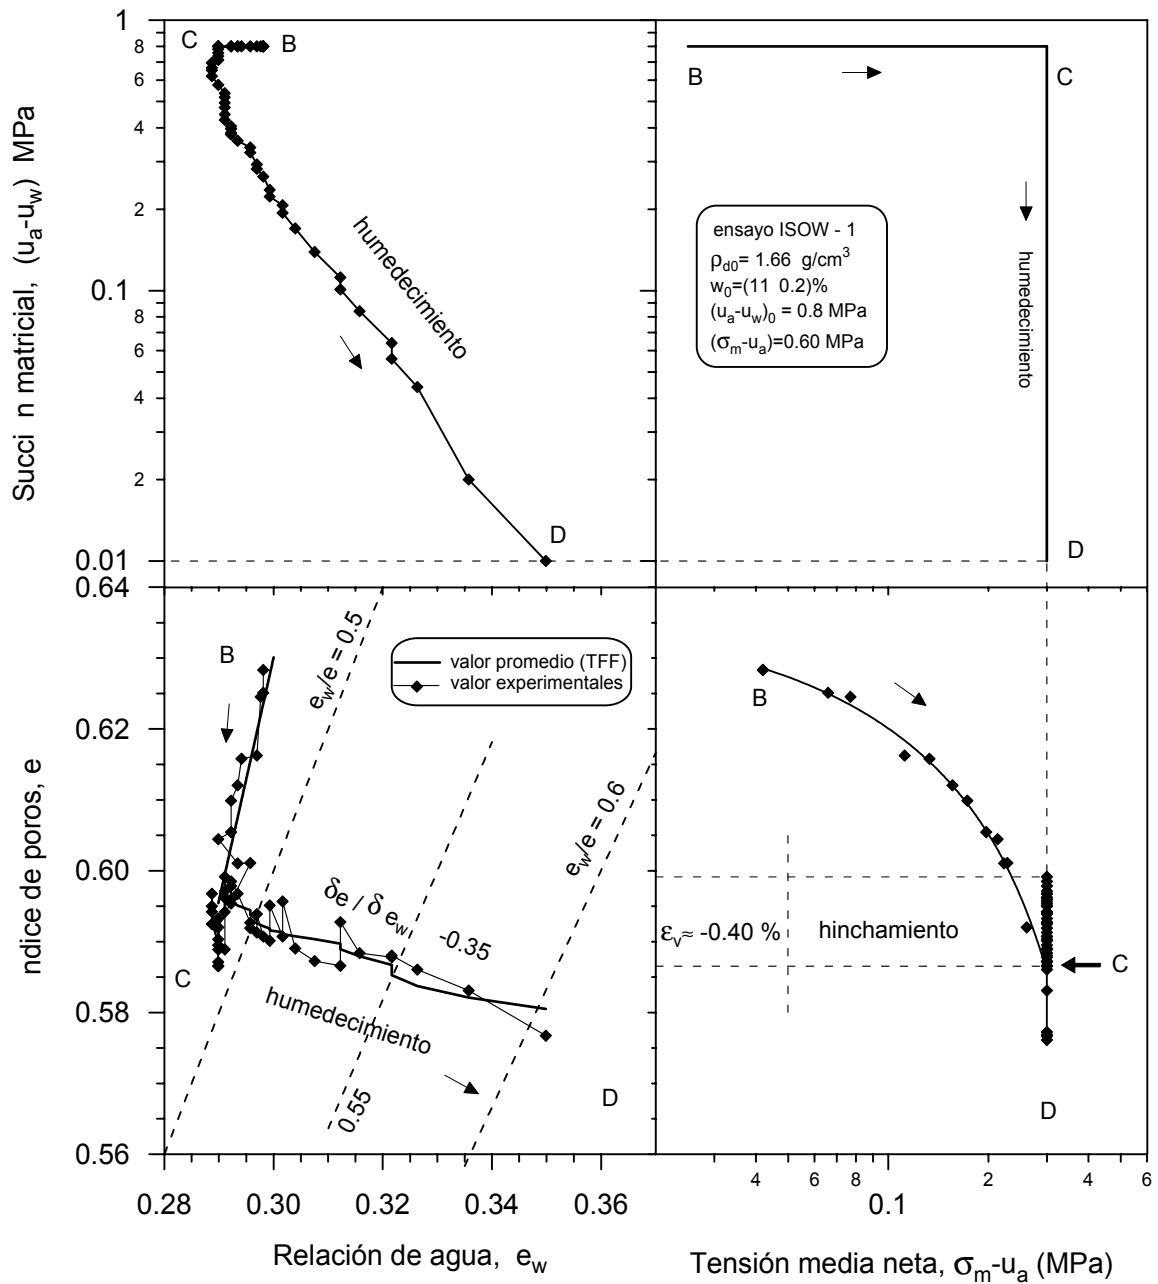 1
8
6
4
2
0.1
8
6
4
2
0.01
Succi n matricial, (u_a-u_w) MPa
C
B
humedecimiento
D
B
C
ensayo ISOW - 1
ρ_d0= 1.66 g/cm³
w_0=(11 0.2)%
(u_a-u_w)_0 = 0.8 MPa
(σ_m-u_a)=0.60 MPa
humedecimiento
D
0.64
0.62
0.60
0.58
0.56
ndice de poros, e
B
e_w/e = 0.5
valor promedio (TFF)
valor experimentales
e_w/e = 0.6
δe / δ e_w -0.35
C
humedecimiento
0.55
D
B
ε_v≈ -0.40 %
hinchamiento
C
D
0.28
0.30
0.32
0.34
0.36
4
6
8
0.1
2
4
6
Relación de agua, e_w
Tensión media neta, σ_m-u_a (MPa)